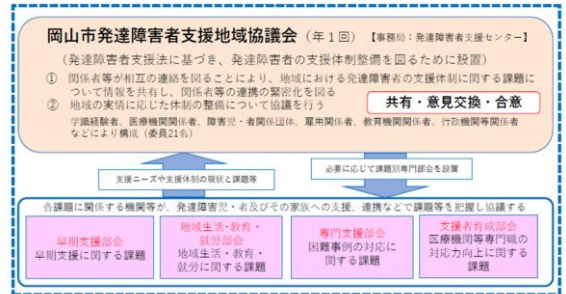 岡山市発達障害者支援地域協議会（年１回）【事務局：発達障害者支援センター】
（発達障害者支援法に基づき、発達障害者の支援体制整備を図るために設置）
① 関係者等が相互の連絡を図ることにより、地域における発達障害者の支援体制に関する課題
について情報を共有し、関係者等の連携の緊密化を図る
② 地域の実情に応じた体制の整備について協議を行う
共有・意見交換・合意
学識経験者、医療機関関係者、障害児・者関係団体、雇用関係者、教育機関関係者、行政機関等関係者
などにより構成（委員21名）
支援ニーズや支援体制の現状と課題等
必要に応じて課題別専門部会を設置
各課題に関係する機関等が、発達障害児・者及びその家族への支援、連携などで課題等を把握し協議する
早期支援部会
早期支援に関する課題
地域生活・教育・
就労部会
地域生活・教育・
就労に関する課題
専門支援部会
困難事例の対応に
関する課題
支援者育成部会
医療機関等専門職の
対応力向上に関する
課題